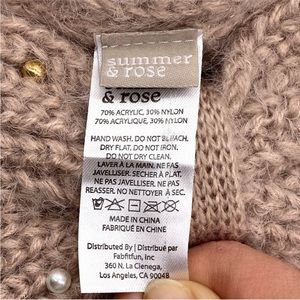 summer
& rose
& rose
70% ACRYLIC, 30% NYLON
70% ACRYLIQUE, 30% NYLON
HAND WASH. DO NOT BLEACH.
DRY FLAT. DO NOT IRON.
DO NOT DRY CLEAN.
LAVER À LA MAIN. NE PAS
JAVELLISER. SÉCHER À PLAT.
NE PAS JAVELLISER. NE PAS
REASSER. NO NETTOYER À SEC.
MADE IN CHINA
FABRIQUÉ EN CHINE
Distributed By | Distribué par
Fabfitfun, Inc
360 N. La Cienega,
Los Angeles, CA 90048